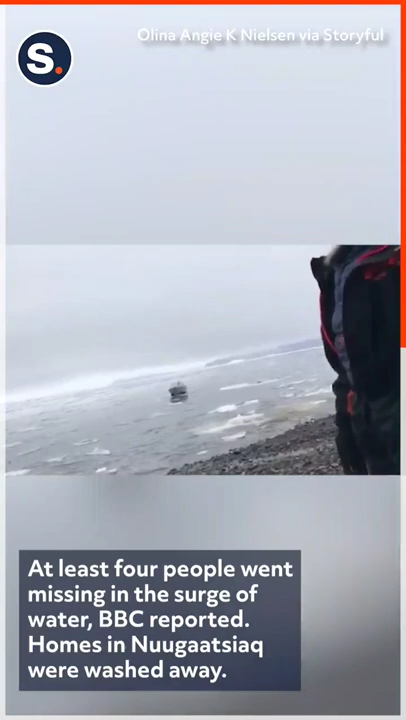 Olina Angie K Nielsen via Storyful
S.
At least four people went
missing in the surge of
water, BBC reported.
Homes in Nuugaatsiaq
were washed away.